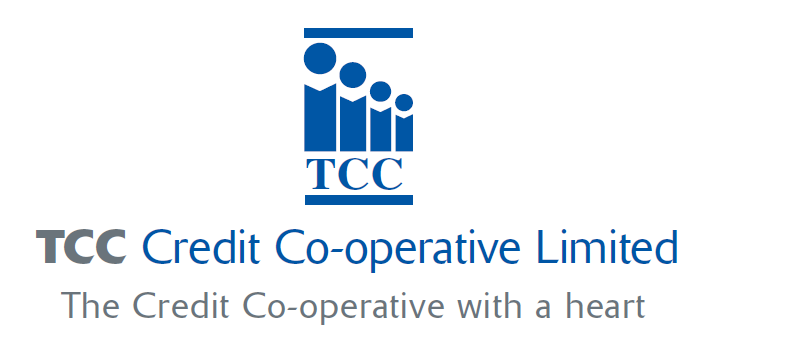 TCC
TCC Credit Co-operative Limited
The Credit Co-operative with a heart